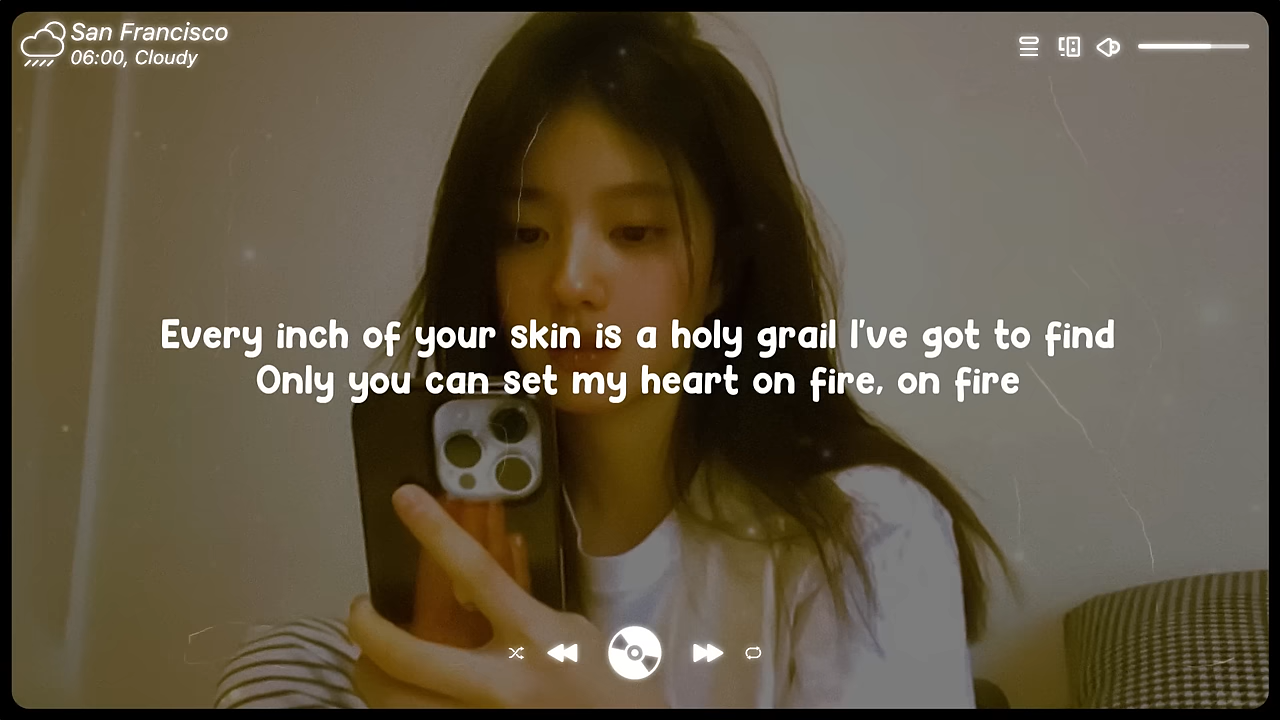 San Francisco
06:00, Cloudy
Every inch of your skin is a holy grail I've got to find
Only you can set my heart on fire, on fire